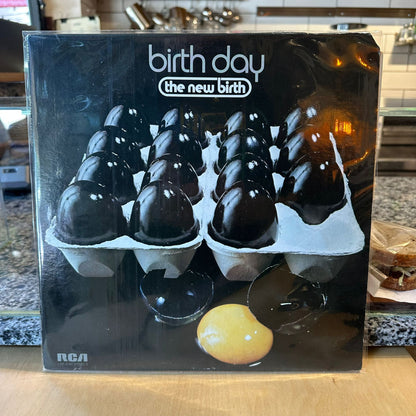 birth day
the new birth
RCA